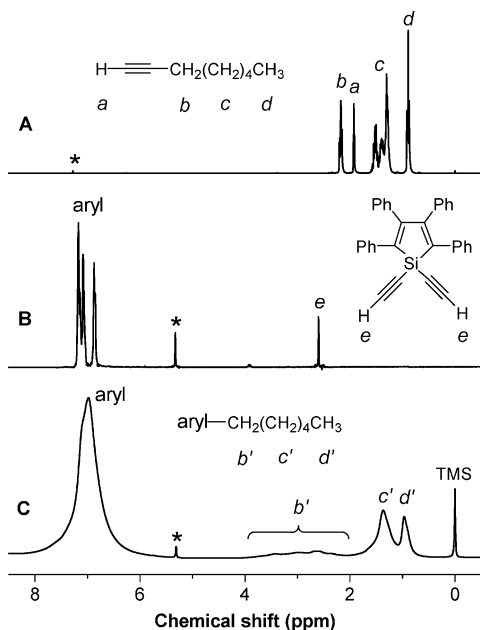 d
H CH₂(CH₂)₄CH₃
a b c d
b a c
A
*
aryl
Ph Ph
Ph Ph
Si
H H
e e
B
*
e
aryl
aryl CH₂(CH₂)₄CH₃
b' c' d'
TMS
b' c' d'
C
*
8 6 4 2 0
Chemical shift (ppm)